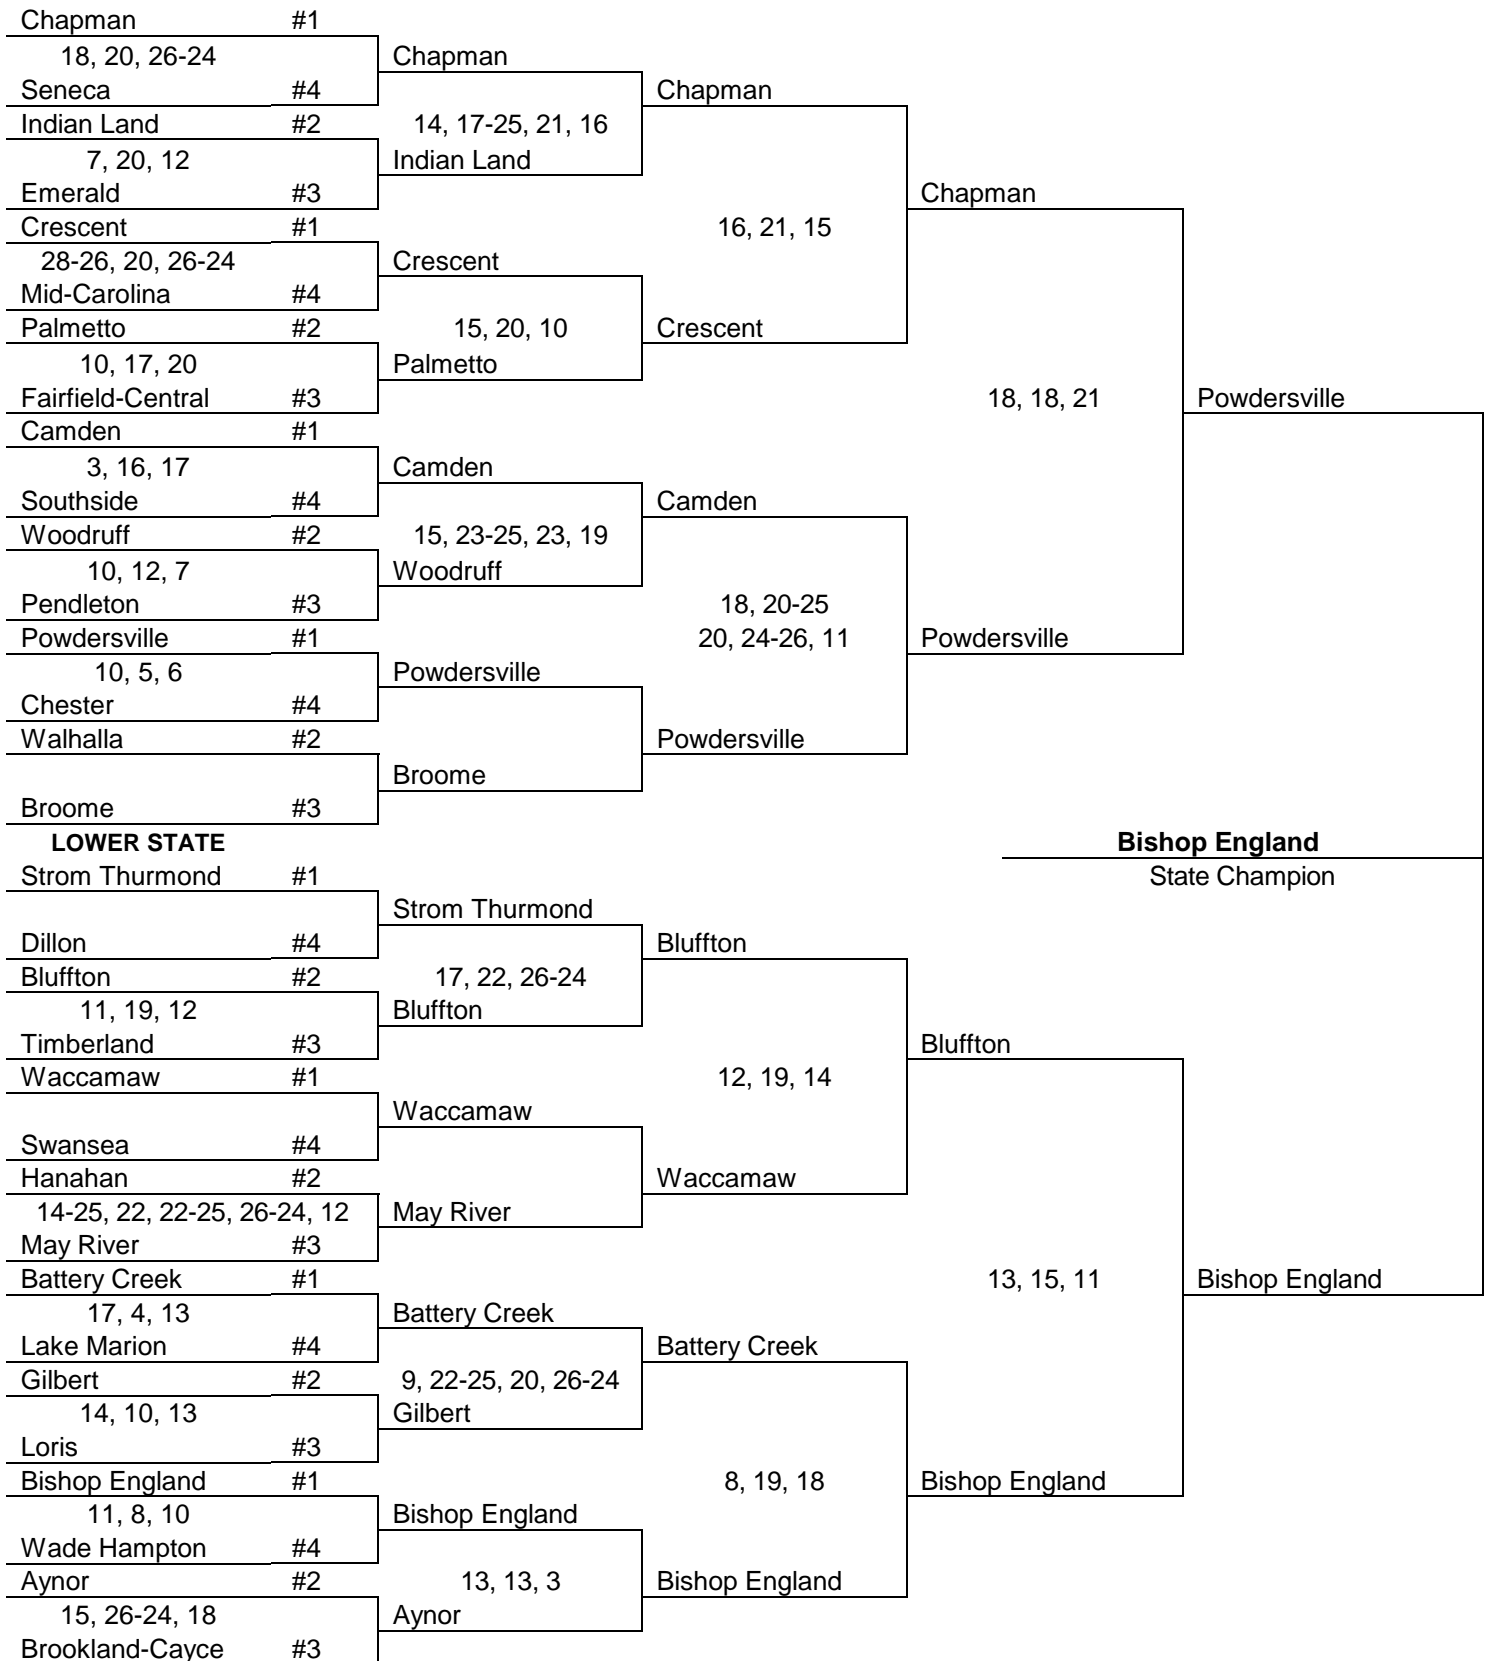 Chapman #1
18, 20, 26-24 Chapman
Seneca #4 Chapman
Indian Land #2 14, 17-25, 21, 16
7, 20, 12 Indian Land
Emerald #3 Chapman
Crescent #1 16, 21, 15
28-26, 20, 26-24 Crescent
Mid-Carolina #4
Palmetto #2 15, 20, 10 Crescent
10, 17, 20 Palmetto
Fairfield-Central #3 18, 18, 21 Powdersville
Camden #1
3, 16, 17 Camden
Southside #4 Camden
Woodruff #2 15, 23-25, 23, 19
10, 12, 7 Woodruff
Pendleton #3 18, 20-25
Powdersville #1 20, 24-26, 11 Powdersville
10, 5, 6 Powdersville
Chester #4
Walhalla #2 Powdersville
Broome
Broome #3
LOWER STATE Bishop England
Strom Thurmond #1 State Champion
Strom Thurmond
Dillon #4 Bluffton
Bluffton #2 17, 22, 26-24
11, 19, 12 Bluffton
Timberland #3 Bluffton
Waccamaw #1 12, 19, 14
Waccamaw
Swansea #4
Hanahan #2 Waccamaw
14-25, 22, 22-25, 26-24, 12 May River
May River #3
Battery Creek #1 13, 15, 11 Bishop England
17, 4, 13 Battery Creek
Lake Marion #4 Battery Creek
Gilbert #2 9, 22-25, 20, 26-24
14, 10, 13 Gilbert
Loris #3
Bishop England #1 8, 19, 18 Bishop England
11, 8, 10 Bishop England
Wade Hampton #4
Aynor #2 13, 13, 3 Bishop England
15, 26-24, 18 Aynor
Brookland-Cayce #3